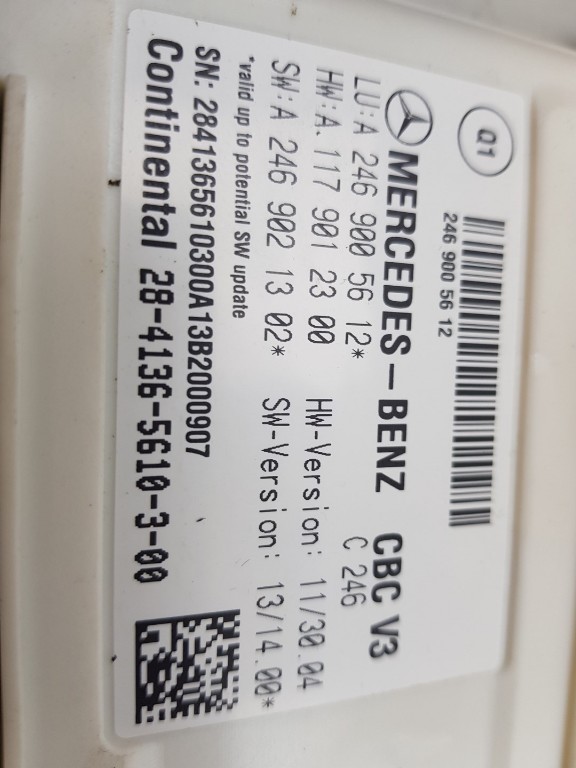 Q1
246 900 56 12
MERCEDES-BENZ CBC V3
LU:A 246 900 56 12* C 246
HW:A 117 901 23 00 HW-Version: 11/30.04
SW:A 246 902 13 02* SW-Version: 13/14.00*
*valid up to potential SW update
SN: 2841365610300A13B2000907
Continental 28-4136-5610-3-00